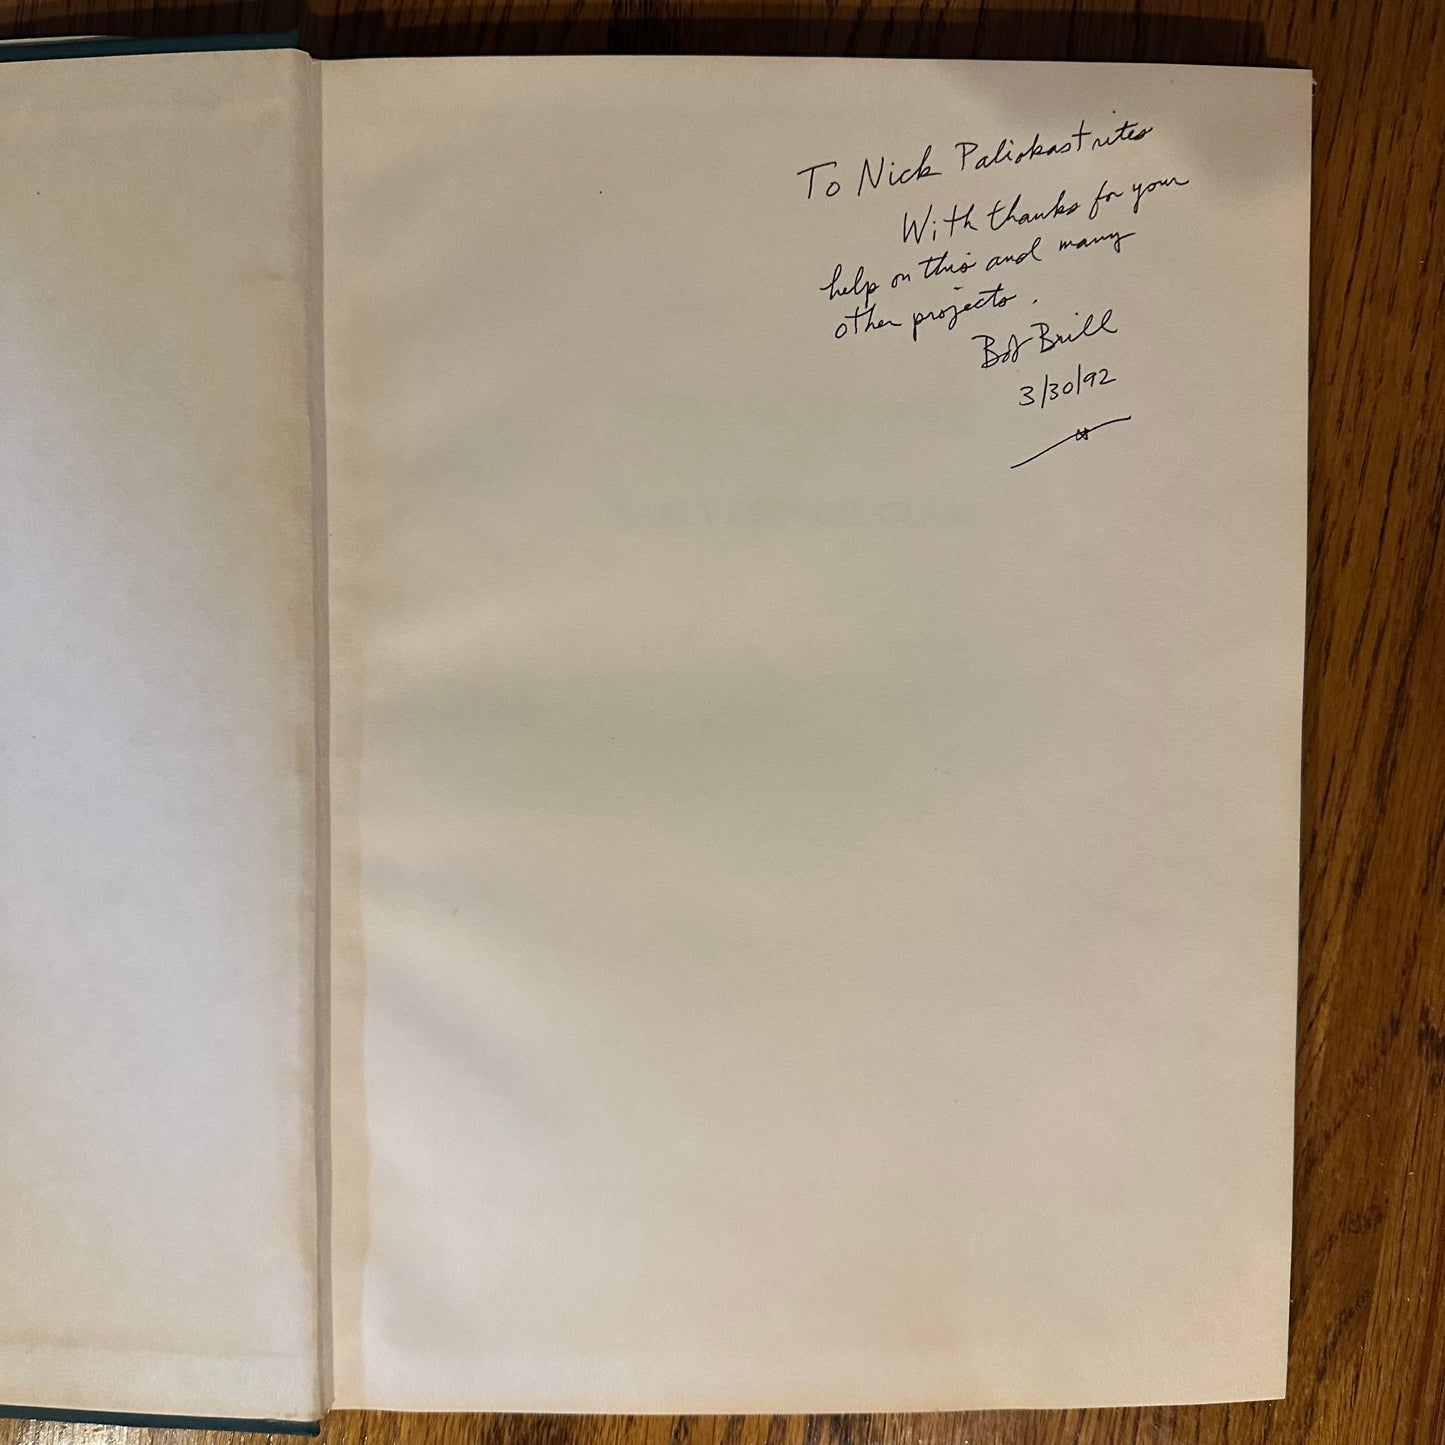 To Nick Paliokastrites
With thanks for your
help on this and many
other projects.
Bob Brill
3/30/92